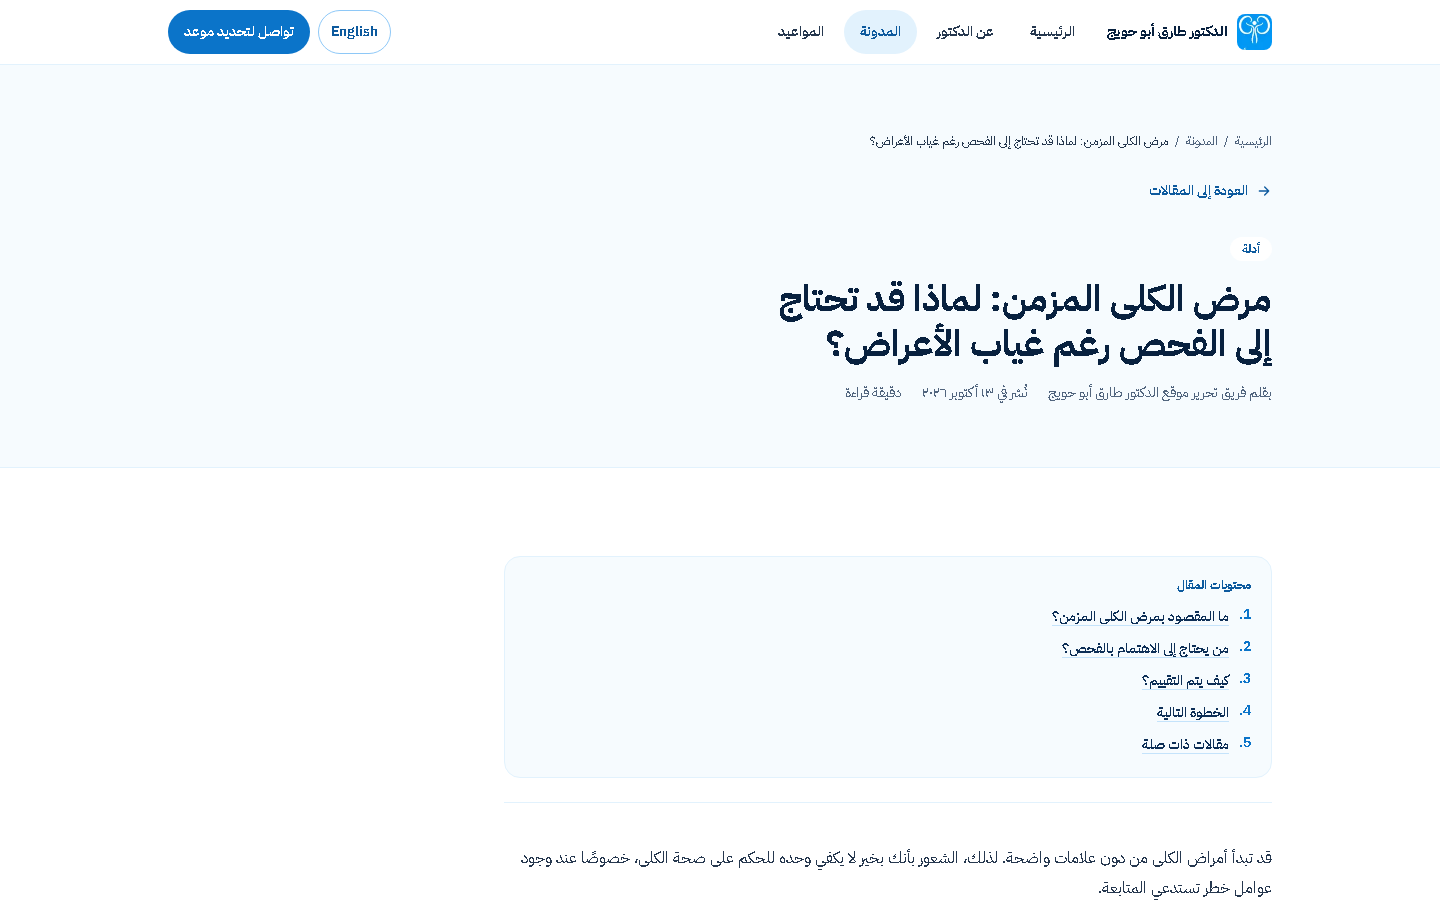 الدكتور طارق أبو حويج
الرئيسية
عن الدكتور
المدونة
المواعيد
English
تواصل لتحديد موعد
الرئيسية / المدونة / مرض الكلى المزمن: لماذا قد تحتاج إلى الفحص رغم غياب الأعراض؟
→ العودة إلى المقالات
أدلة
مرض الكلى المزمن: لماذا قد تحتاج
إلى الفحص رغم غياب الأعراض؟
بقلم فريق تحرير موقع الدكتور طارق أبو حويج نُشر في ١٣ أكتوبر ٢٠٢٦ دقيقة قراءة
محتويات المقال
1. ما المقصود بمرض الكلى المزمن؟
2. من يحتاج إلى الاهتمام بالفحص؟
3. كيف يتم التقييم؟
4. الخطوة التالية
5. مقالات ذات صلة
قد تبدأ أمراض الكلى من دون علامات واضحة. لذلك، الشعور بأنك بخير لا يكفي وحده للحكم على صحة الكلى، خصوصًا عند وجود
عوامل خطر تستدعي المتابعة.